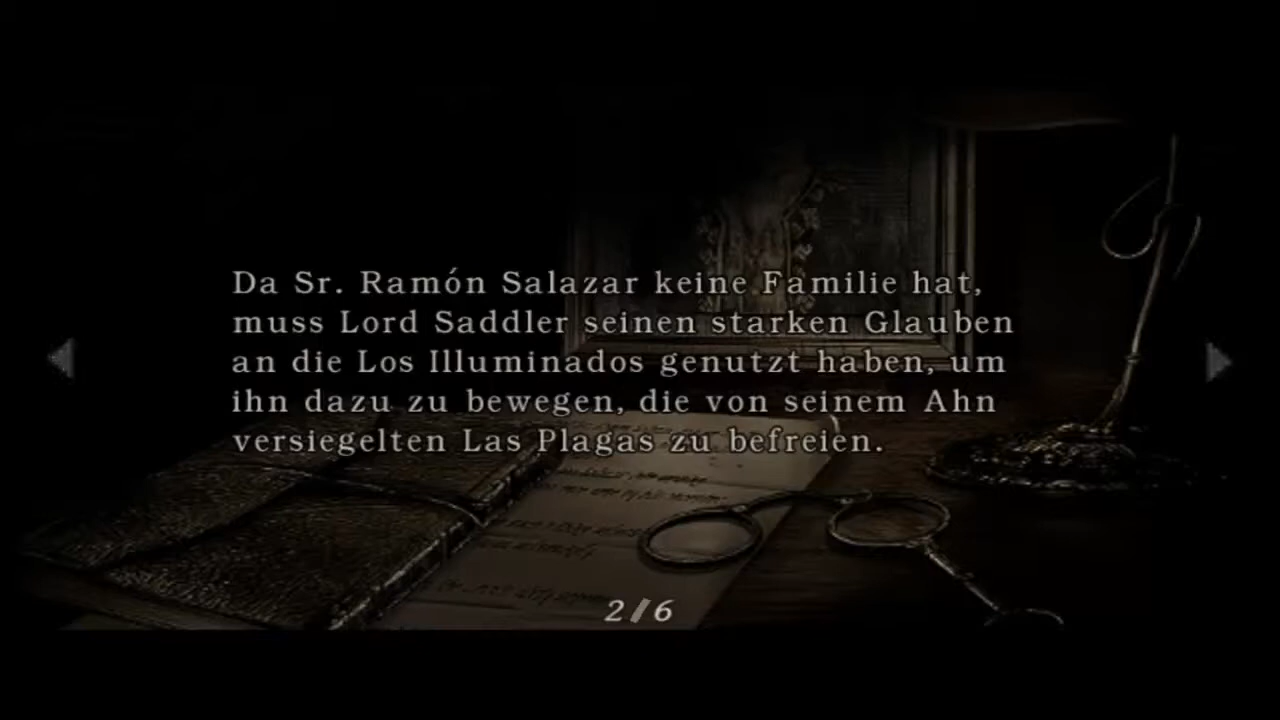 Da Sr. Ramón Salazar keine Familie hat,
muss Lord Saddler seinen starken Glauben
an die Los Illuminados genutzt haben, um
ihn dazu zu bewegen, die von seinem Ahn
versiegelten Las Plagas zu befreien.
2/6